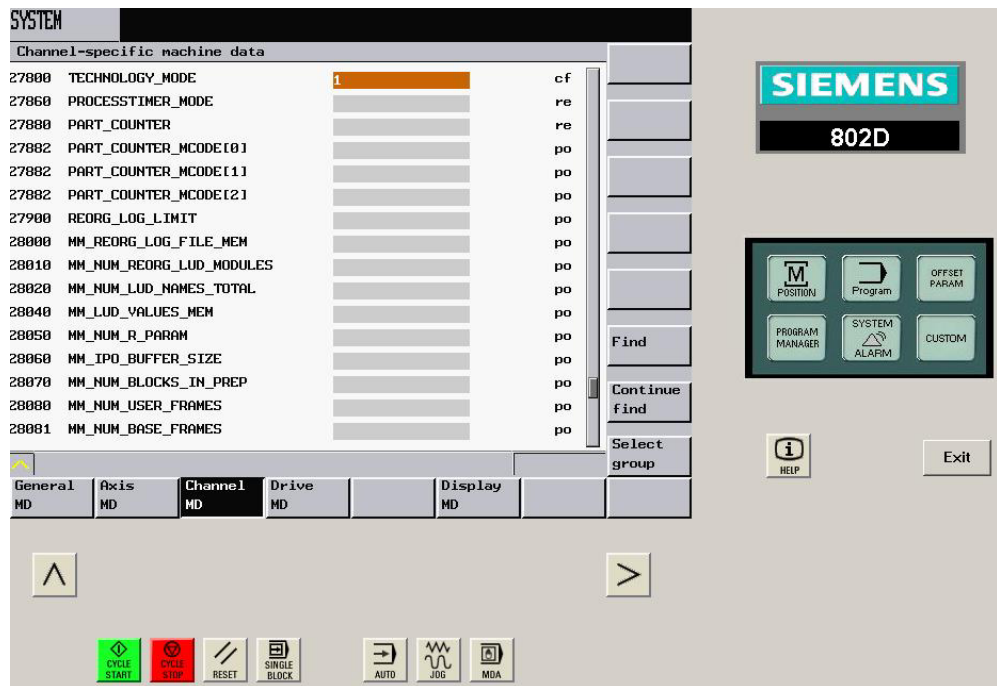 SYSTEM
Channel-specific machine data
27800 TECHNOLOGY_MODE 1 cf
27860 PROCESSTIMER_MODE re
27880 PART_COUNTER re
27882 PART_COUNTER_MCODE[0] po
27882 PART_COUNTER_MCODE[1] po
27882 PART_COUNTER_MCODE[2] po
27900 REORG_LOG_LIMIT po
28000 MM_REORG_LOG_FILE_MEM po
28010 MM_NUM_REORG_LUD_MODULES po
28020 MM_NUM_LUD_NAMES_TOTAL po
28040 MM_LUD_VALUES_MEM po
28050 MM_NUM_R_PARAM po
28060 MM_IPO_BUFFER_SIZE po
28070 MM_NUM_BLOCKS_IN_PREP po
28080 MM_NUM_USER_FRAMES po
28081 MM_NUM_BASE_FRAMES po
Find
Continue
find
Select
group
General Axis Channel Drive Display
MD MD MD MD MD
SIEMENS
802D
M
POSITION
Program
OFFSET
PARAM
PROGRAM
MANAGER
SYSTEM
ALARM
CUSTOM
i
HELP
Exit
CYCLE
START
CYCLE
STOP
RESET
SINGLE
BLOCK
AUTO
JOG
MDA